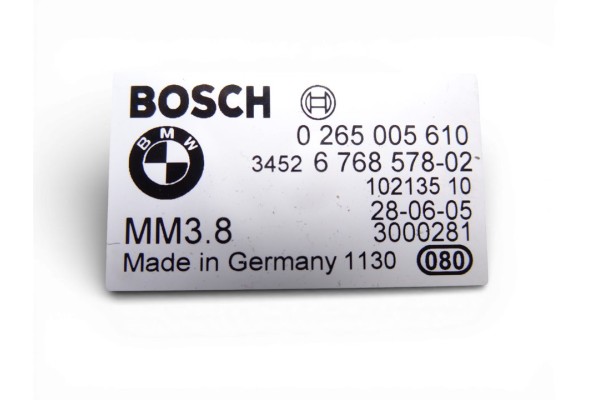 BOSCH
BMW
0 265 005 610
3452 6 768 578-02
102135 10
28-06-05
MM3.8
3000281
Made in Germany 1130
080